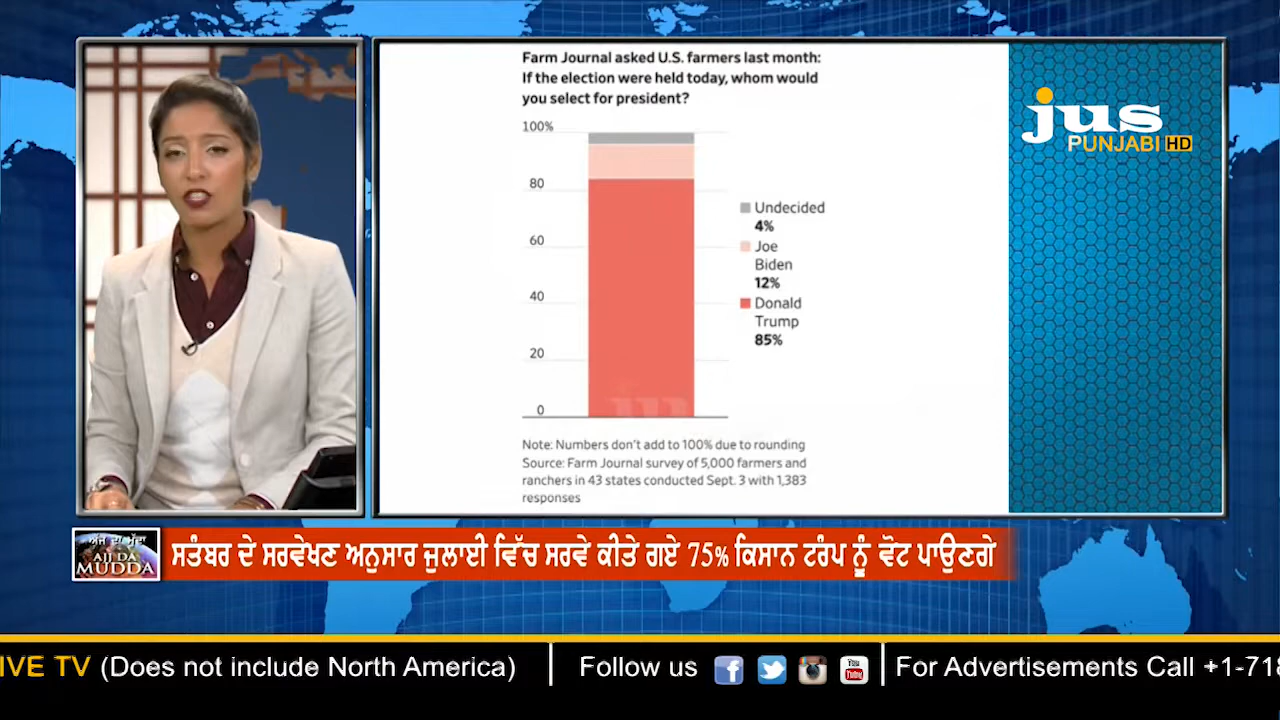 Farm Journal asked U.S. farmers last month:
If the election were held today, whom would
you select for president?
100%
80
60
40
20
0
Undecided
4%
Joe
Biden
12%
Donald
Trump
85%
Note: Numbers don't add to 100% due to rounding
Source: Farm Journal survey of 5,000 farmers and
ranchers in 43 states conducted Sept. 3 with 1,383
responses
jus
PUNJABI HD
ਅੱਜ ਦਾ ਮੁੱਦਾ
AJJ DA
MUDDA
ਸਤੰਬਰ ਦੇ ਸਰਵੇਖਣ ਅਨੁਸਾਰ ਜੁਲਾਈ ਵਿੱਚ ਸਰਵੇ ਕੀਤੇ ਗਏ 75% ਕਿਸਾਨ ਟਰੰਪ ਨੂੰ ਵੋਟ ਪਾਉਣਗੇ
IVE TV (Does not include North America) Follow us You Tube For Advertisements Call +1-718